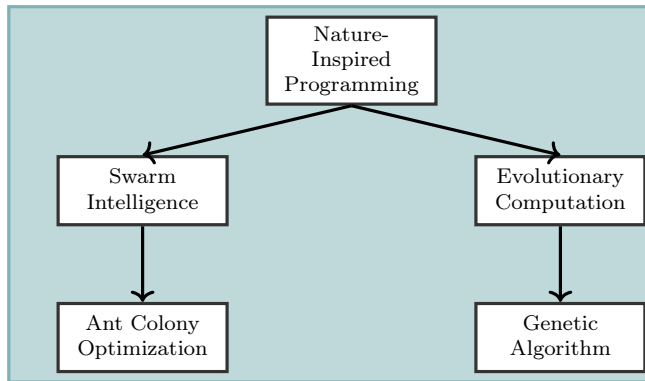 Nature-
Inspired
Programming
Swarm
Intelligence
Evolutionary
Computation
Ant Colony
Optimization
Genetic
Algorithm